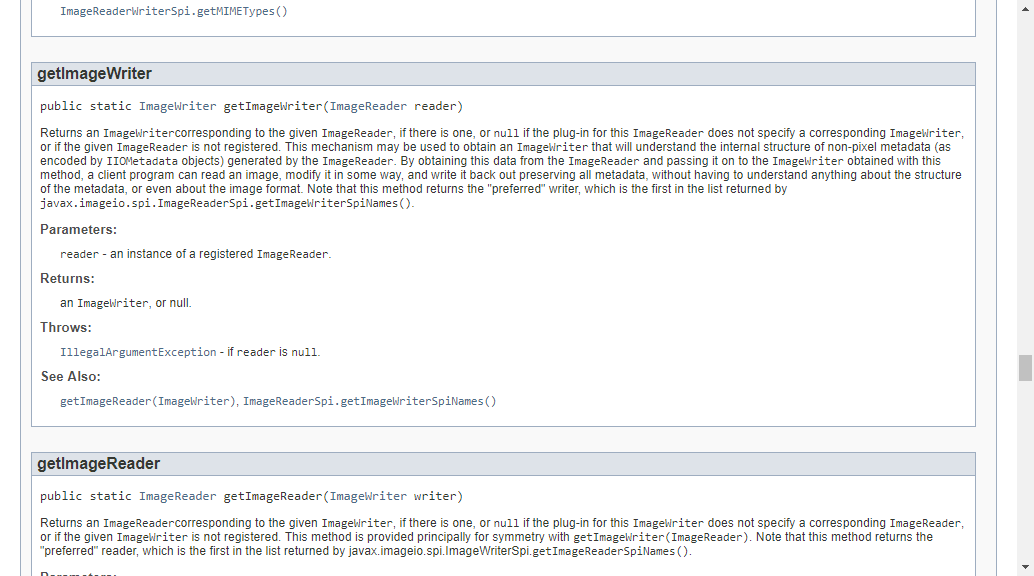 ImageReaderWriterSpi.getMIMETypes()
getImageWriter
public static ImageWriter getImageWriter(ImageReader reader)
Returns an ImageWritercorresponding to the given ImageReader, if there is one, or null if the plug-in for this ImageReader does not specify a corresponding ImageWriter,
or if the given ImageReader is not registered. This mechanism may be used to obtain an ImageWriter that will understand the internal structure of non-pixel metadata (as
encoded by IIOMetadata objects) generated by the ImageReader. By obtaining this data from the ImageReader and passing it on to the ImageWriter obtained with this
method, a client program can read an image, modify it in some way, and write it back out preserving all metadata, without having to understand anything about the structure
of the metadata, or even about the image format. Note that this method returns the "preferred" writer, which is the first in the list returned by
javax.imageio.spi.ImageReaderSpi.getImageWriterSpiNames().
Parameters:
reader - an instance of a registered ImageReader.
Returns:
an ImageWriter, or null.
Throws:
IllegalArgumentException - if reader is null.
See Also:
getImageReader(ImageWriter), ImageReaderSpi.getImageWriterSpiNames()
getImageReader
public static ImageReader getImageReader(ImageWriter writer)
Returns an ImageReadercorresponding to the given ImageWriter, if there is one, or null if the plug-in for this ImageWriter does not specify a corresponding ImageReader,
or if the given ImageWriter is not registered. This method is provided principally for symmetry with getImageWriter(ImageReader). Note that this method returns the
"preferred" reader, which is the first in the list returned by javax.imageio.spi.ImageWriterSpi.getImageReaderSpiNames().
Parameters: